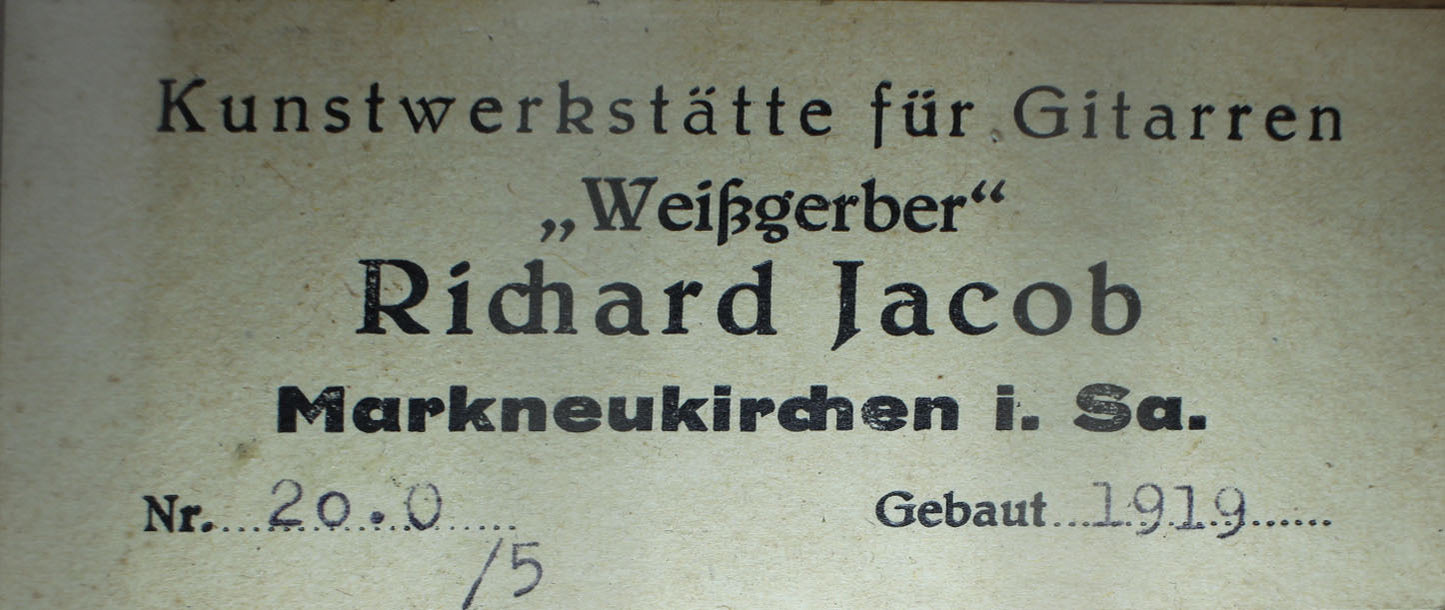 Kunstwerkstätte für Gitarren
„Weißgerber“
Richard Jacob
Markneukirchen i. Sa.
Nr. 20.0 Gebaut 1919
/5